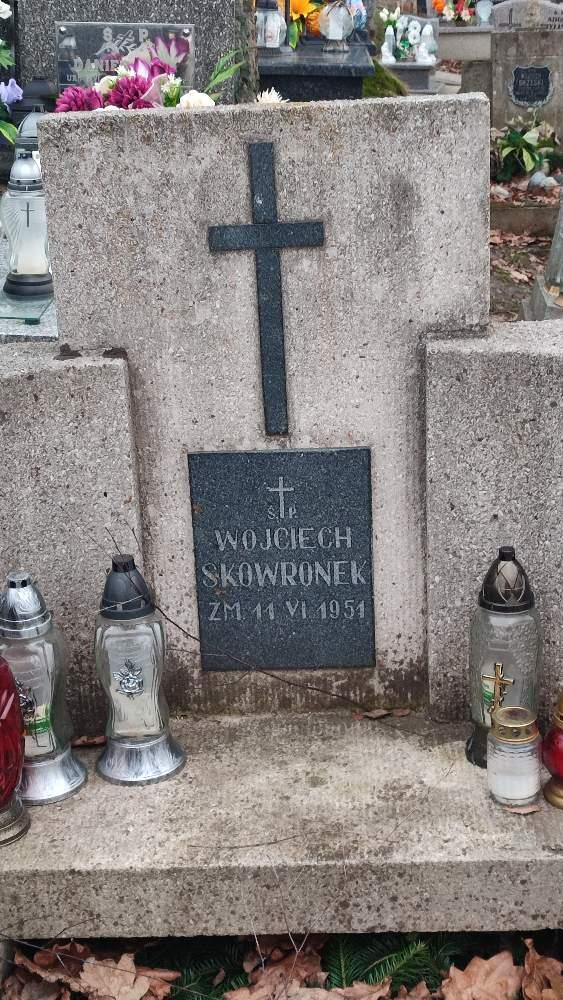 Ś P
Ś P
WOJCIECH
SKOWRONEK
ZM. 11 VI 1951